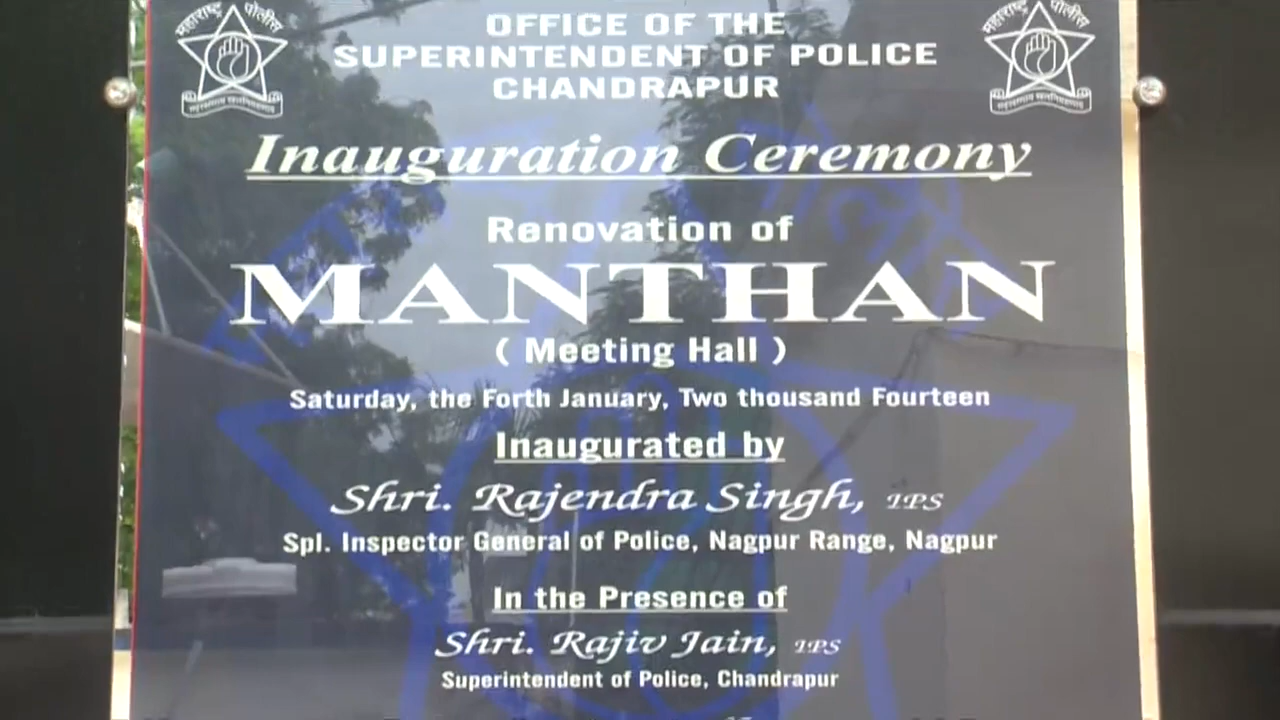 महाराष्ट्र पोलीस
महाराष्ट्र पोलीस
OFFICE OF THE
SUPERINTENDENT OF POLICE
CHANDRAPUR
Inauguration Ceremony
Renovation of
MANTHAN
( Meeting Hall )
Saturday, the Forth January, Two thousand Fourteen
Inaugurated by
Shri. Rajendra Singh, IPS
Spl. Inspector General of Police, Nagpur Range, Nagpur
In the Presence of
Shri. Rajiv Jain, IPS
Superintendent of Police, Chandrapur